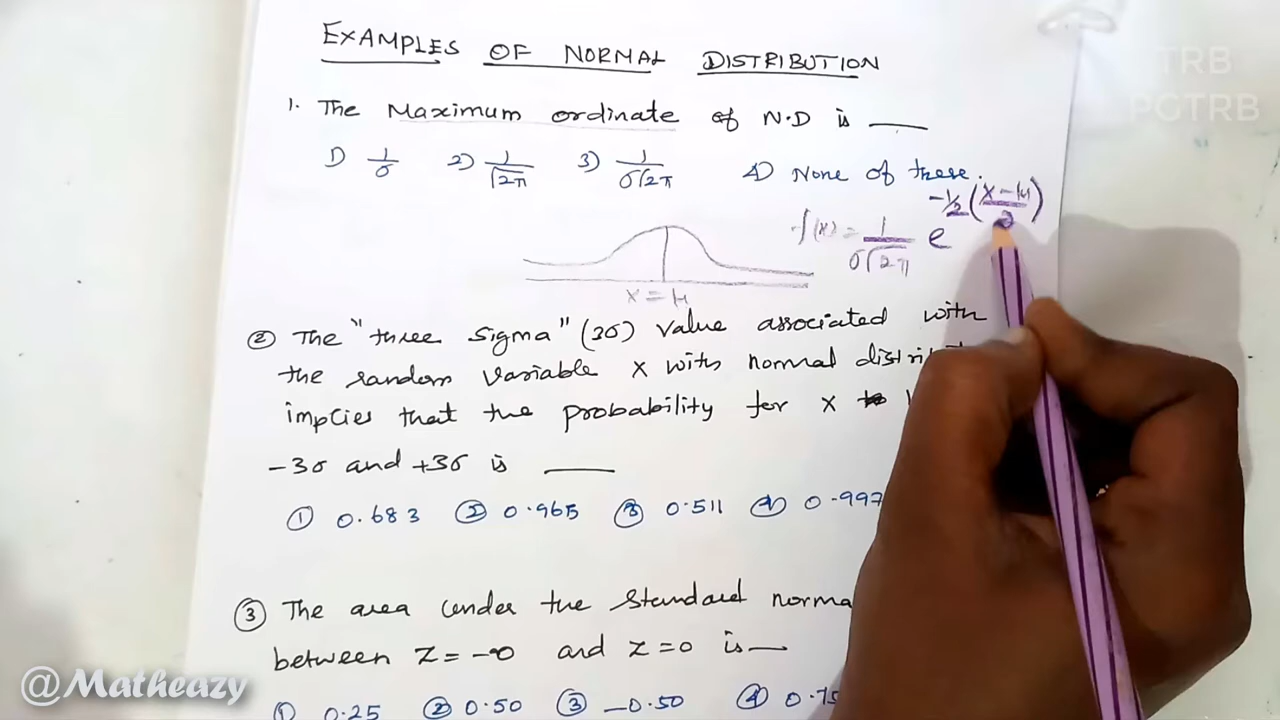 TRB
PGTRB
EXAMPLES OF NORMAL DISTRIBUTION
1. The Maximum ordinate of N.D is ___
1) 1/σ 2) 1/√2π 3) 1/σ√2π 4) None of these.
f(x) = 1/σ√2π e -1/2 (x-μ/σ)
x = μ
② The "three Sigma" (3σ) value associated with
the random variable X with normal
implies that the probability for X
-3σ and +3σ is ___
① 0.683 ② 0.965 ③ 0.511 ④ 0.997
③ The area under the Standard
between Z = -∞ and Z = 0 is ___
① 0.25 ② 0.50 ③ -0.50 ④
@Matheazy